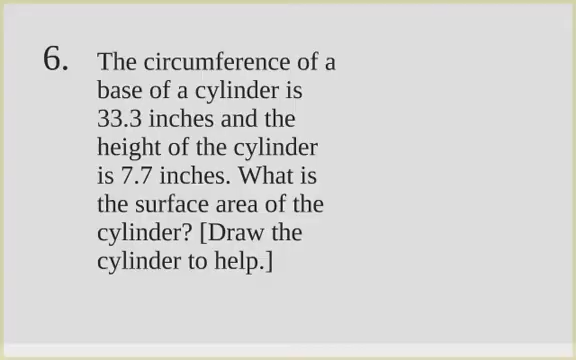 6. The circumference of a
base of a cylinder is
33.3 inches and the
height of the cylinder
is 7.7 inches. What is
the surface area of the
cylinder? [Draw the
cylinder to help.]